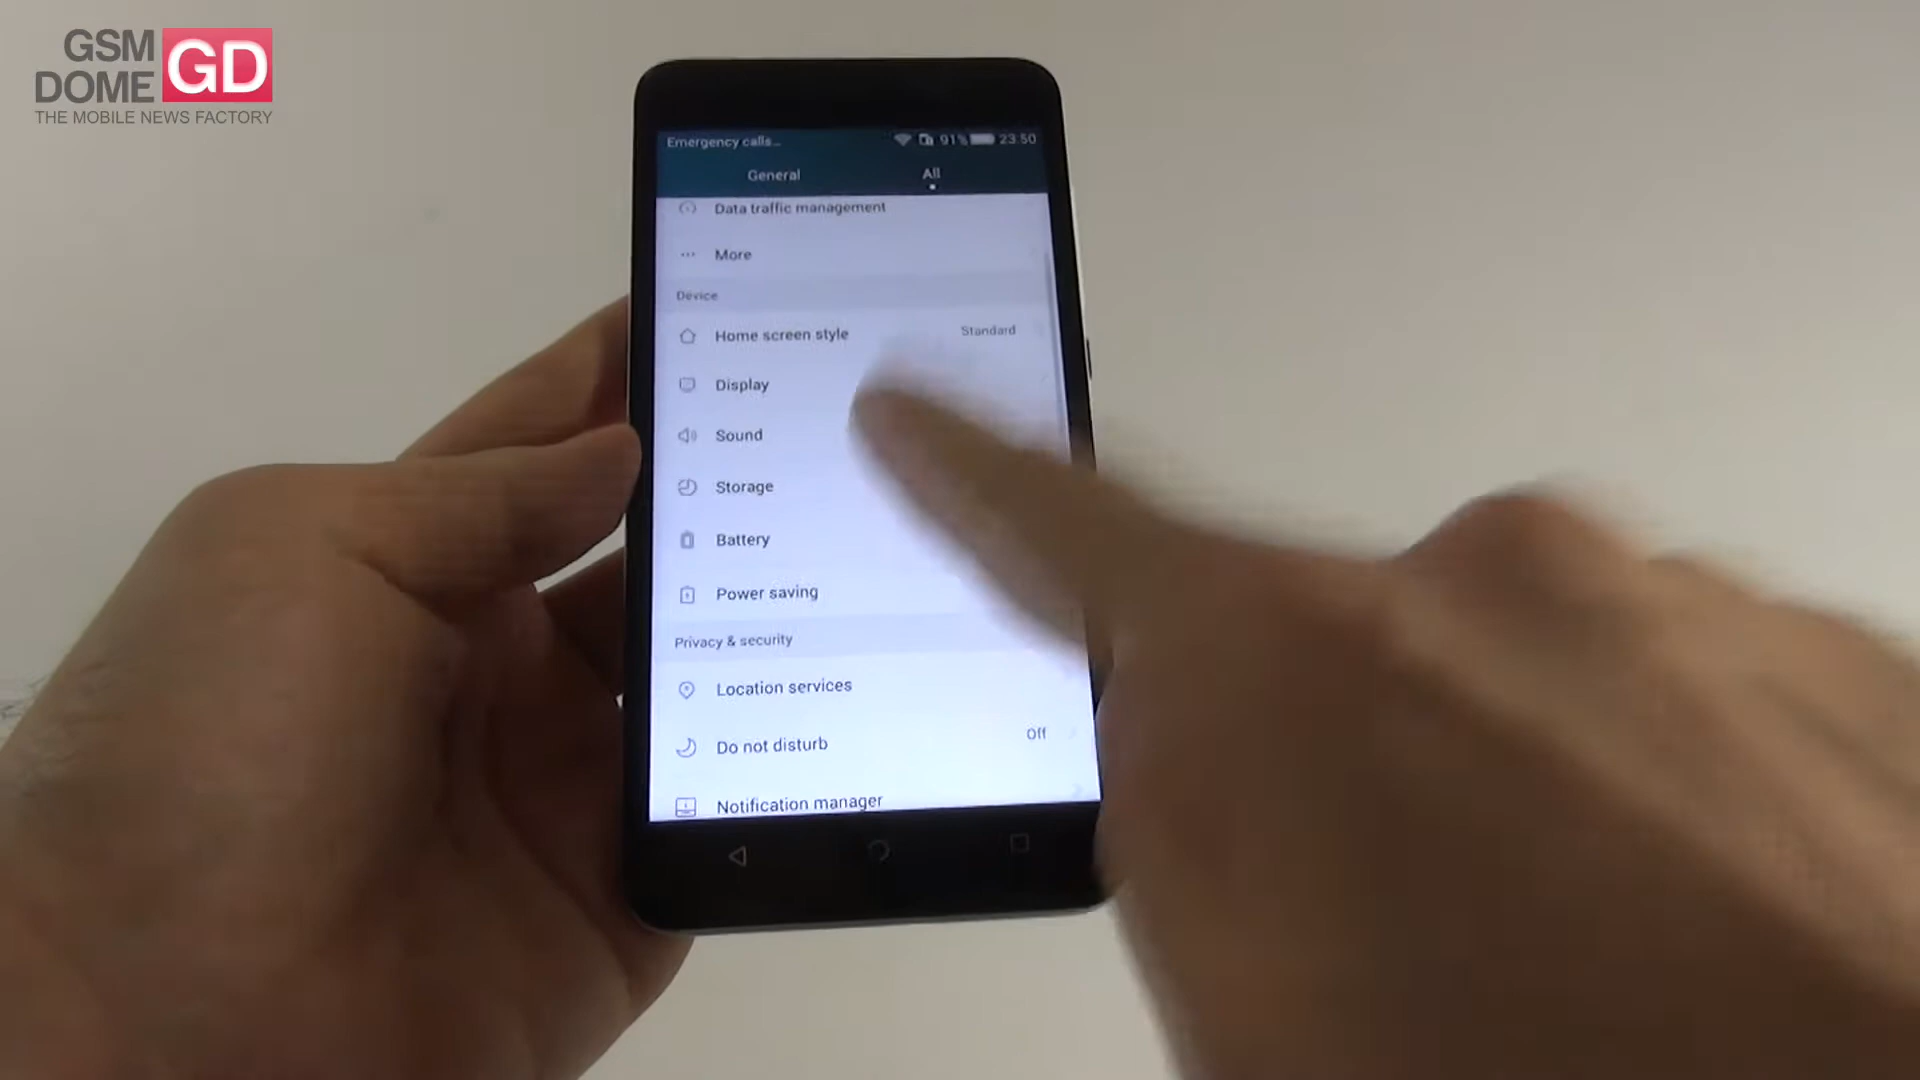 GSM
DOME
GD
THE MOBILE NEWS FACTORY
Emergency calls... 91% 23:50
General All
Data traffic management
More
Device
Home screen style Standard
Display
Sound
Storage
Battery
Power saving
Privacy & security
Location services
Do not disturb Off
Notification manager